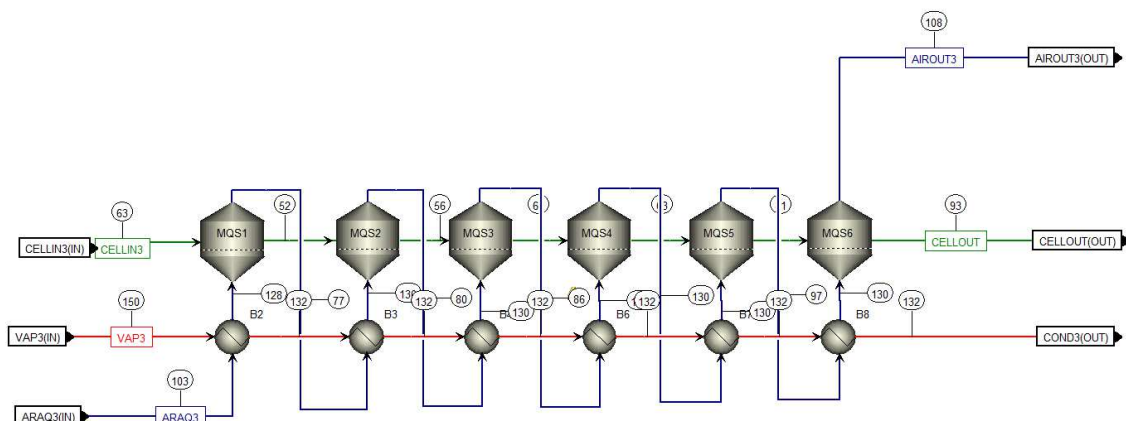 108
AIROUT3
AIROUT3(OUT)
63
52
56
93
MQS1
MQS2
MQS3
MQS4
MQS5
MQS6
CELLIN3(IN)
CELLIN3
CELLOUT
CELLOUT(OUT)
128
132
77
132
80
130
132
86
132
130
130
132
97
130
132
150
B2
B3
B6
B8
VAP3(IN)
VAP3
COND3(OUT)
103
ARAQ3(IN)
ARAQ3